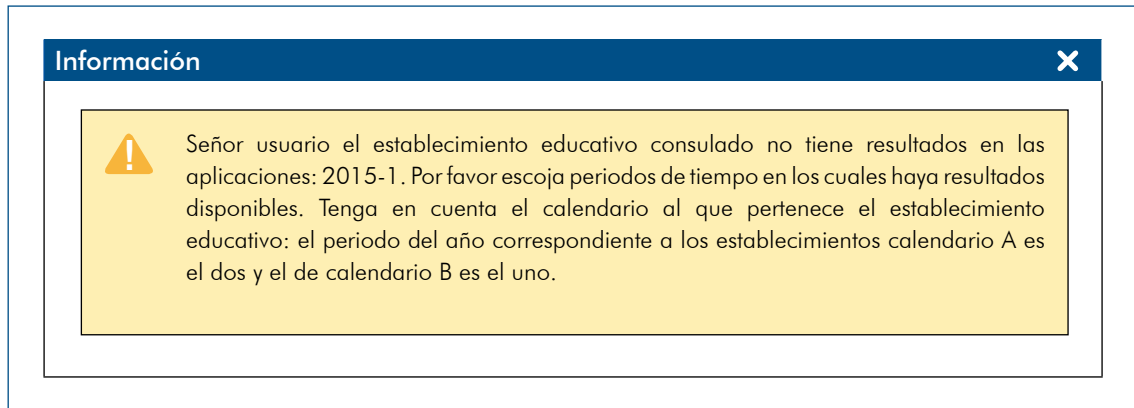 Información
Señor usuario el establecimiento educativo consulado no tiene resultados en las
aplicaciones: 2015-1. Por favor escoja periodos de tiempo en los cuales haya resultados
disponibles. Tenga en cuenta el calendario al que pertenece el establecimiento
educativo: el periodo del año correspondiente a los establecimientos calendario A es
el dos y el de calendario B es el uno.